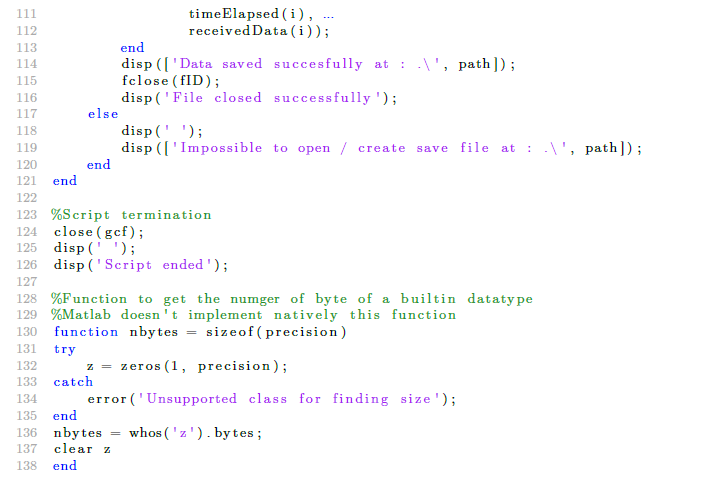 111 timeElapsed(i), ...
112 receivedData(i));
113 end
114 disp(['Data saved succesfully at : .\', path]);
115 fclose(fID);
116 disp('File closed successfully');
117 else
118 disp(' ');
119 disp(['Impossible to open / create save file at : .\', path]);
120 end
121 end
122
123 %Script termination
124 close(gcf);
125 disp(' ');
126 disp('Script ended');
127
128 %Function to get the numger of byte of a builtin datatype
129 %Matlab doesn't implement natively this function
130 function nbytes = sizeof(precision)
131 try
132 z = zeros(1, precision);
133 catch
134 error('Unsupported class for finding size');
135 end
136 nbytes = whos('z').bytes;
137 clear z
138 end